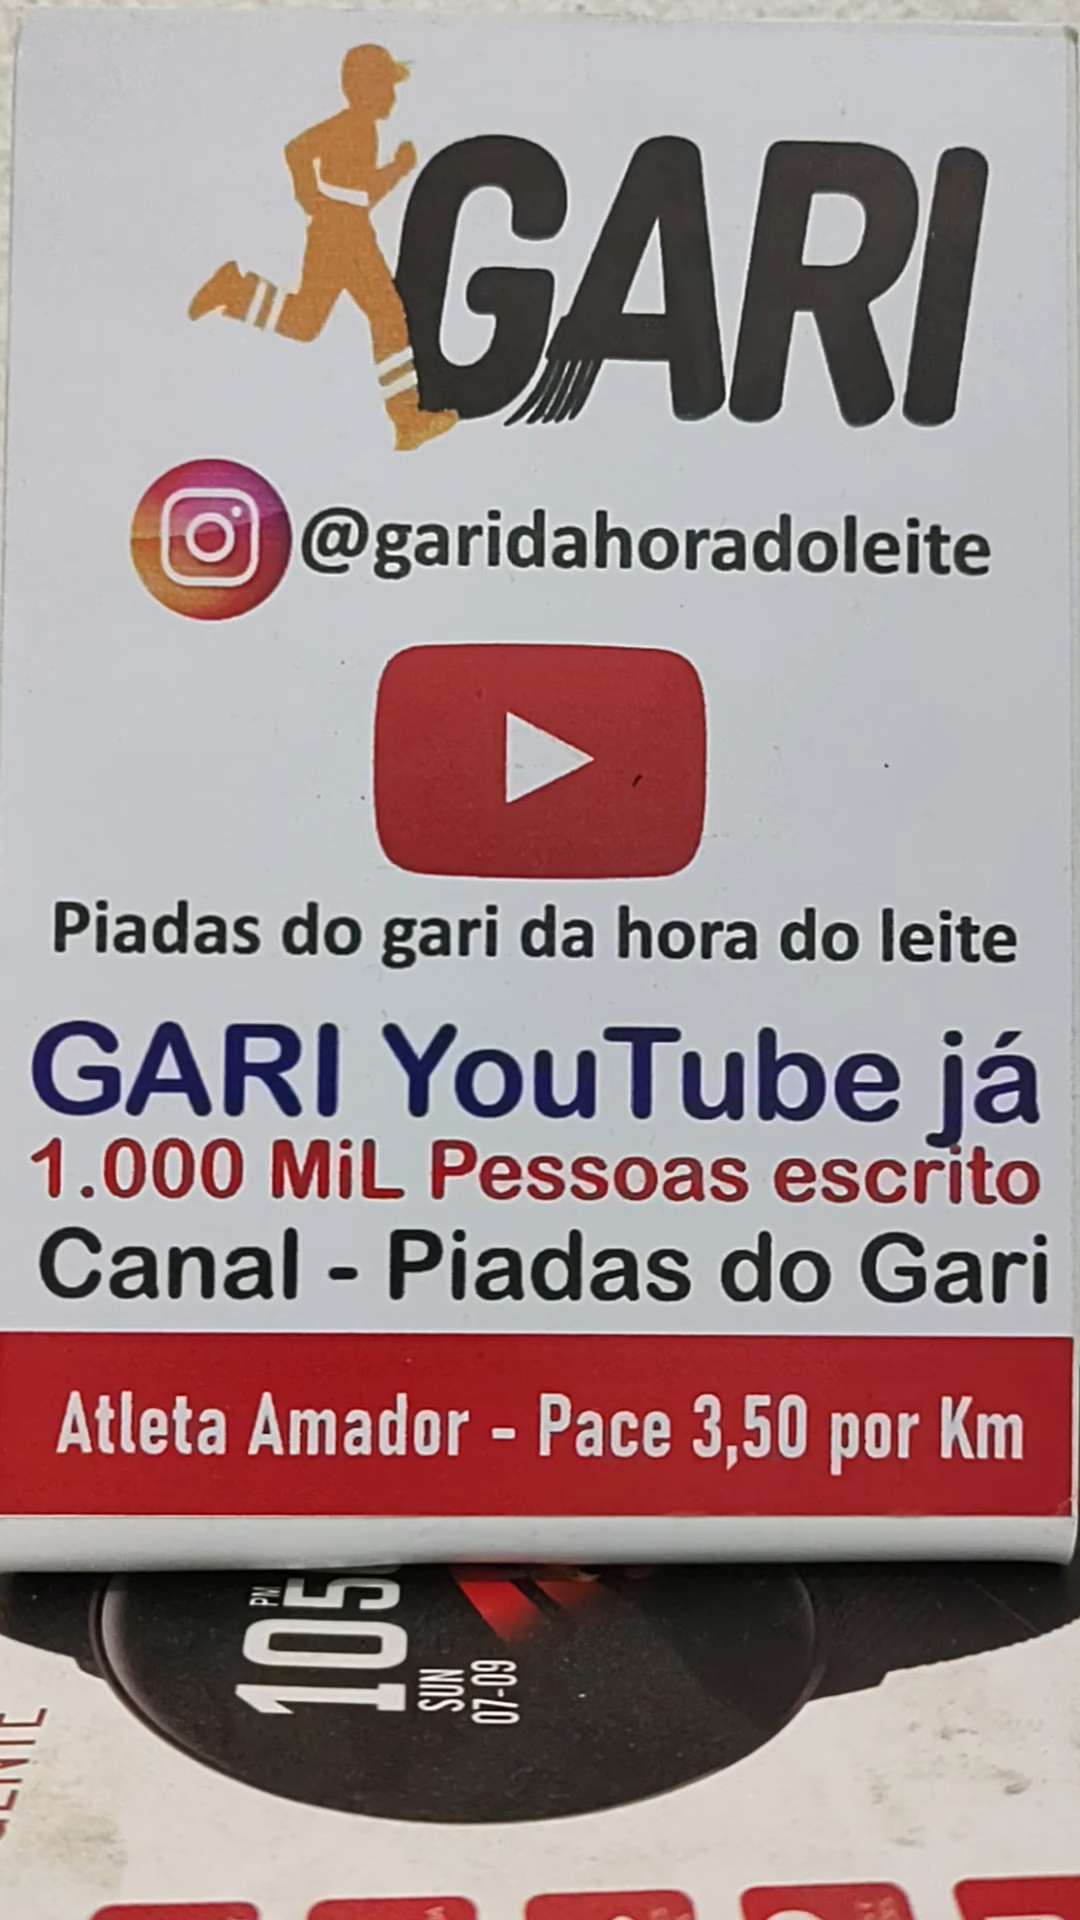 GARI
@garidahoradoleite
Piadas do gari da hora do leite
GARI YouTube já
1.000 MiL Pessoas escrito
Canal - Piadas do Gari
Atleta Amador - Pace 3,50 por Km
PM
SUN
07-09